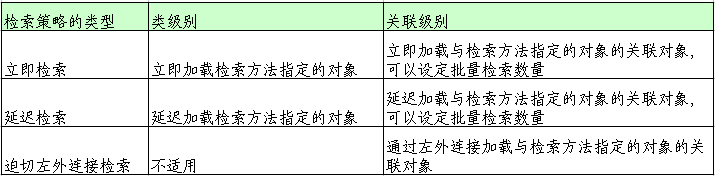 检索策略的类型 类级别 关联级别
立即检索 立即加载检索方法指定的对象 立即加载与检索方法指定的对象的关联对象，
可以设定批量检索数量
延迟检索 延迟加载检索方法指定的对象 延迟加载与检索方法指定的对象的关联对象，
可以设定批量检索数量
迫切左外连接检索 不适用 通过左外连接加载与检索方法指定的对象的关
联对象